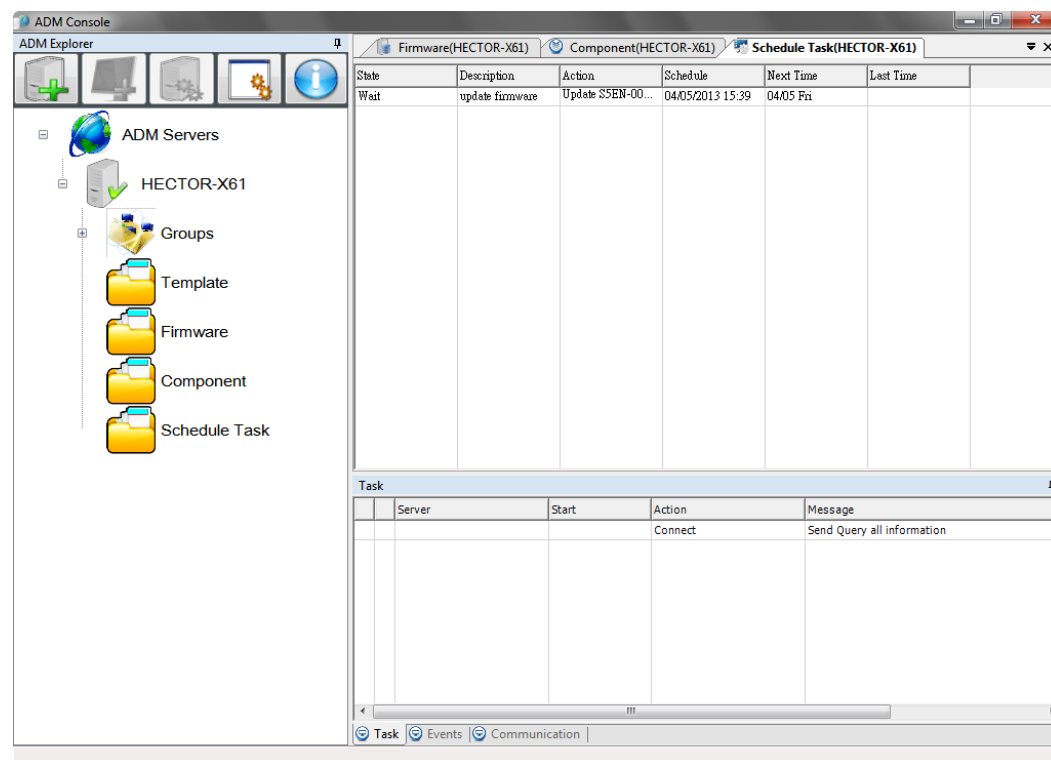 ADM Console
ADM Explorer
ADM Servers
HECTOR-X61
Groups
Template
Firmware
Component
Schedule Task
Firmware(HECTOR-X61) Component(HECTOR-X61) Schedule Task(HECTOR-X61)
State Description Action Schedule Next Time Last Time
Wait update firmware Update S5EN-00... 04/05/2013 15:39 04/05 Fri
Task
Server Start Action Message
Connect Send Query all information
Task Events Communication